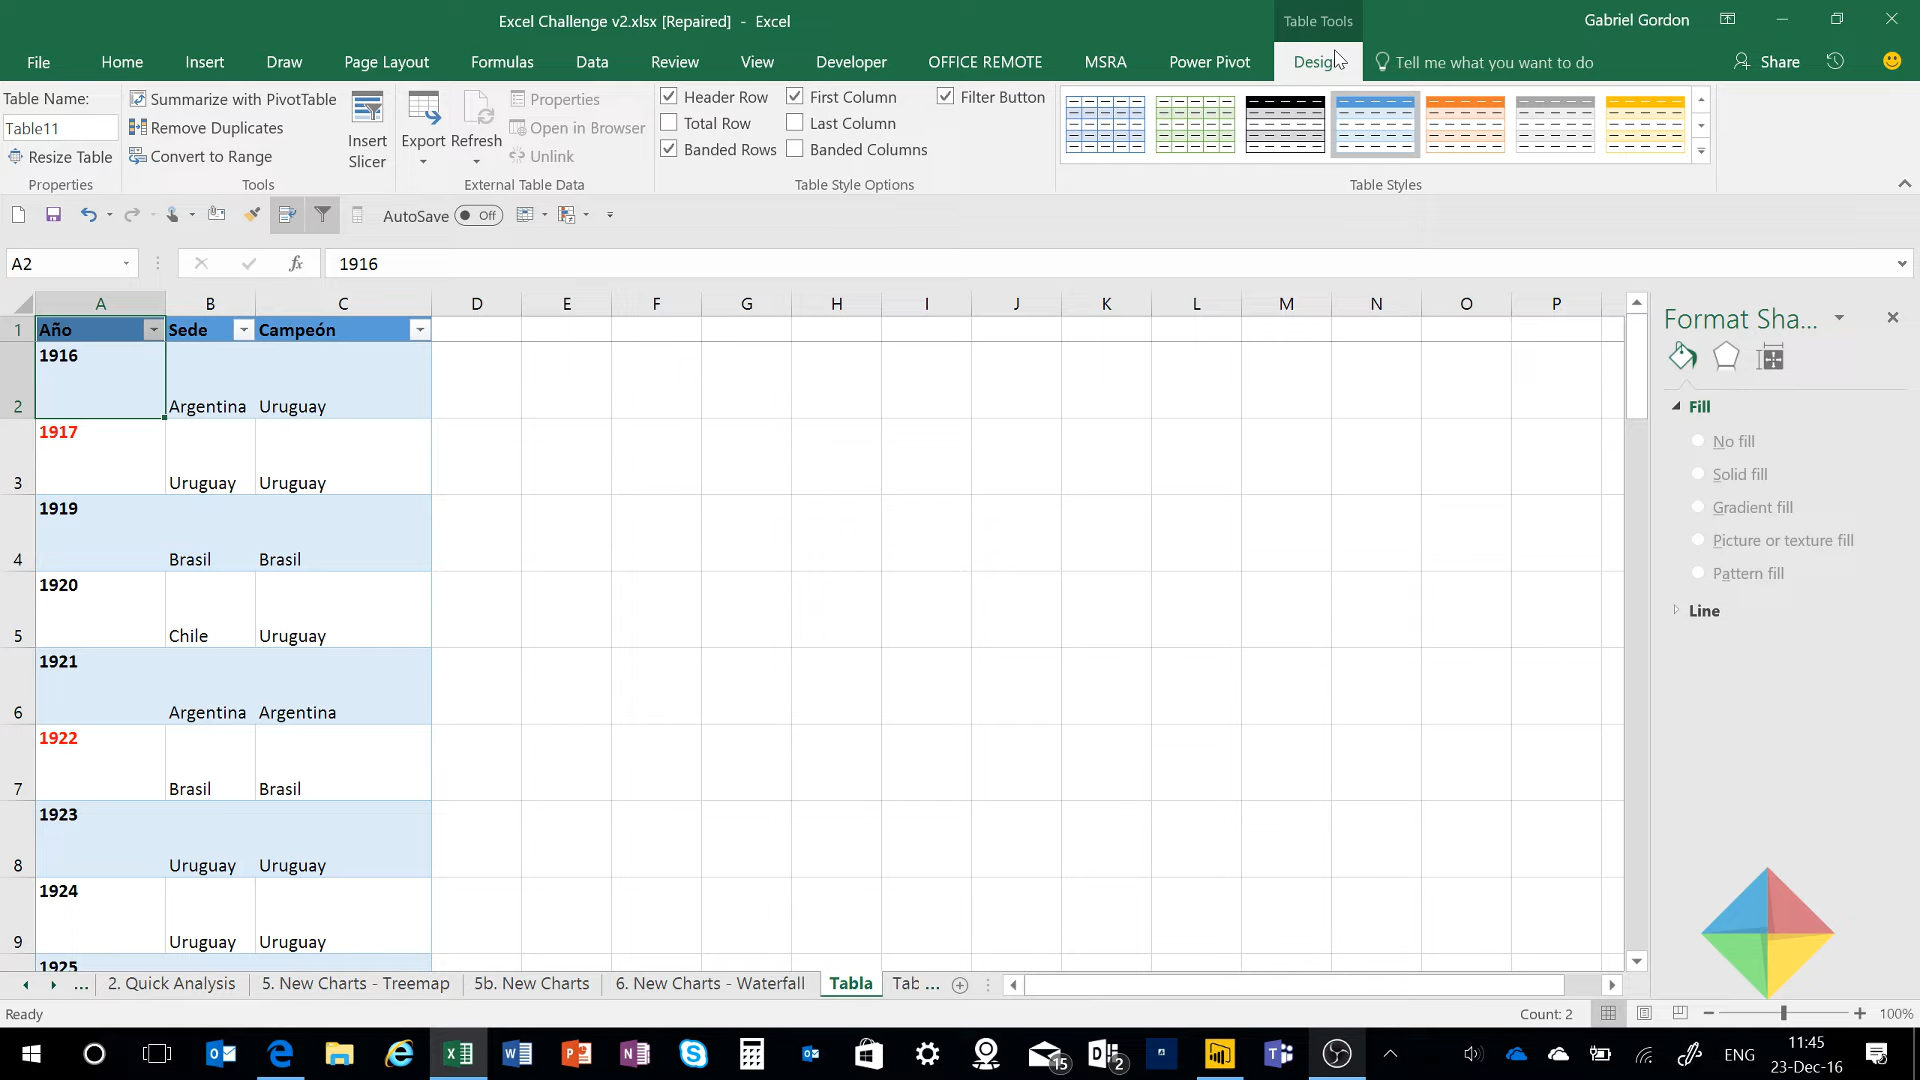 Excel Challenge v2.xlsx [Repaired] - Excel
Table Tools
Gabriel Gordon
File Home Insert Draw Page Layout Formulas Data Review View Developer OFFICE REMOTE MSRA Power Pivot Design Tell me what you want to do Share
Table Name:
Table11
Resize Table
Properties
Summarize with PivotTable
Remove Duplicates
Convert to Range
Tools
Insert Slicer
Export
Refresh
Properties
Open in Browser
Unlink
External Table Data
Header Row
Total Row
Banded Rows
First Column
Last Column
Banded Columns
Filter Button
Table Style Options
Table Styles
AutoSave Off
A2 fx 1916
A B C D E F G H I J K L M N O P
1 Año Sede Campeón
2 1916 Argentina Uruguay
3 1917 Uruguay Uruguay
4 1919 Brasil Brasil
5 1920 Chile Uruguay
6 1921 Argentina Argentina
7 1922 Brasil Brasil
8 1923 Uruguay Uruguay
9 1924 Uruguay Uruguay
1925
Format Sha...
Fill
No fill
Solid fill
Gradient fill
Picture or texture fill
Pattern fill
Line
... 2. Quick Analysis 5. New Charts - Treemap 5b. New Charts 6. New Charts - Waterfall Tabla Tab ...
Ready Count: 2 100%
15 2 ENG 11:45
23-Dec-16